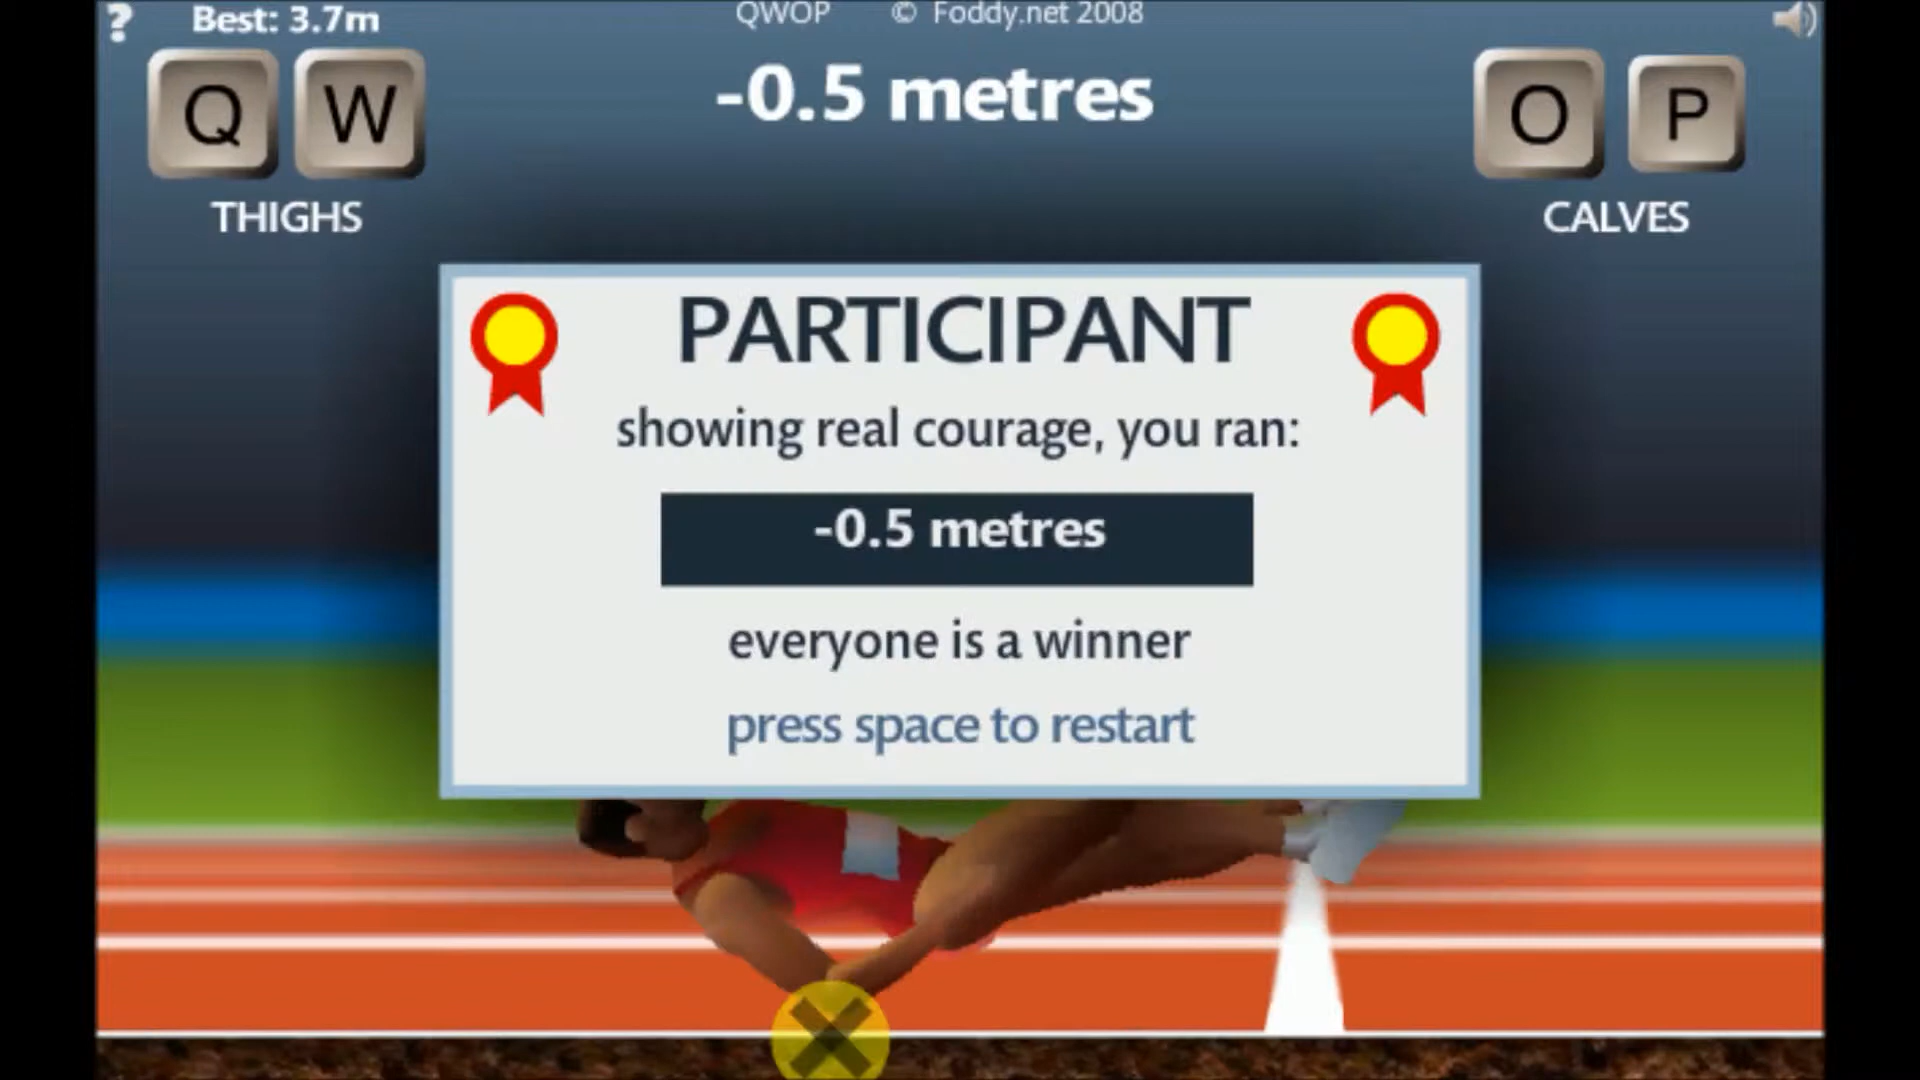 ?
Best: 3.7m
QWOP © Foddy.net 2008
-0.5 metres
Q W
THIGHS
O P
CALVES
PARTICIPANT
showing real courage, you ran:
-0.5 metres
everyone is a winner
press space to restart